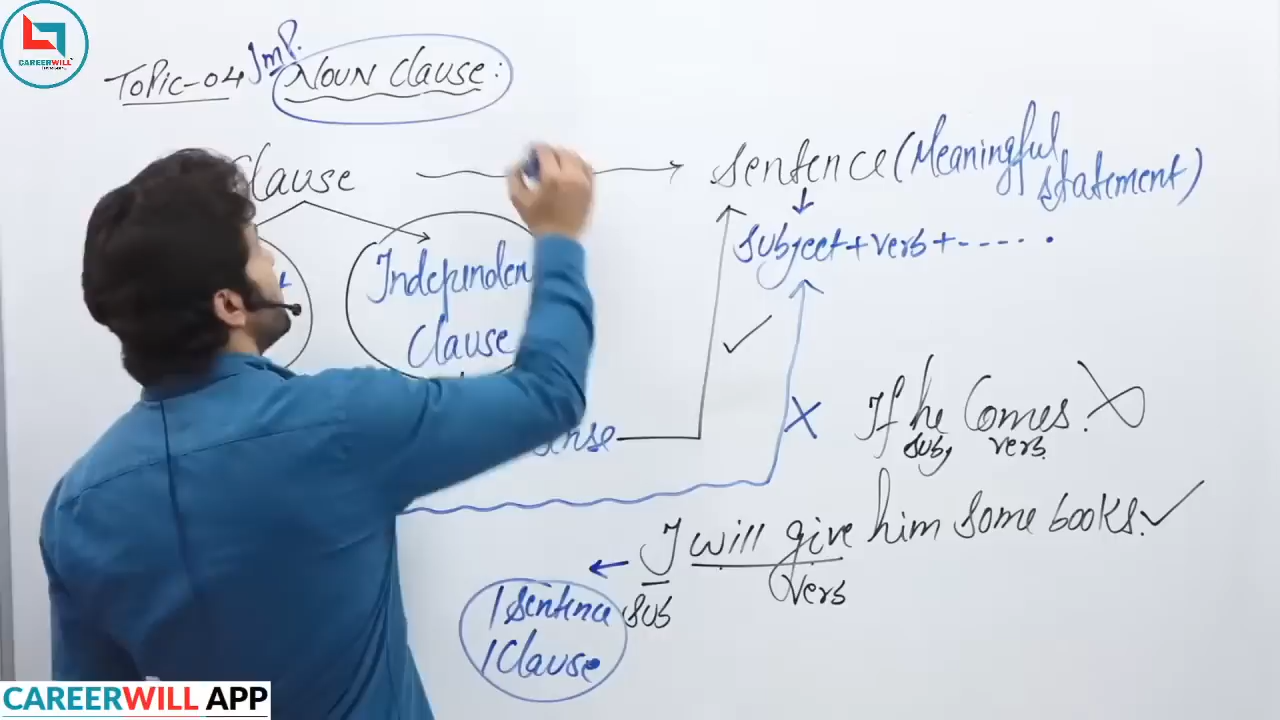 CAREERWILL
Topic-04 Imp. Noun Clause:
Clause → Sentence (Meaningful statement)
Subject + verb + -----.
Independen
Clause
If he comes. X
sub verb
I will give him some books. ✓
sub verb
1 Sentence
1 Clause
CAREERWILL APP